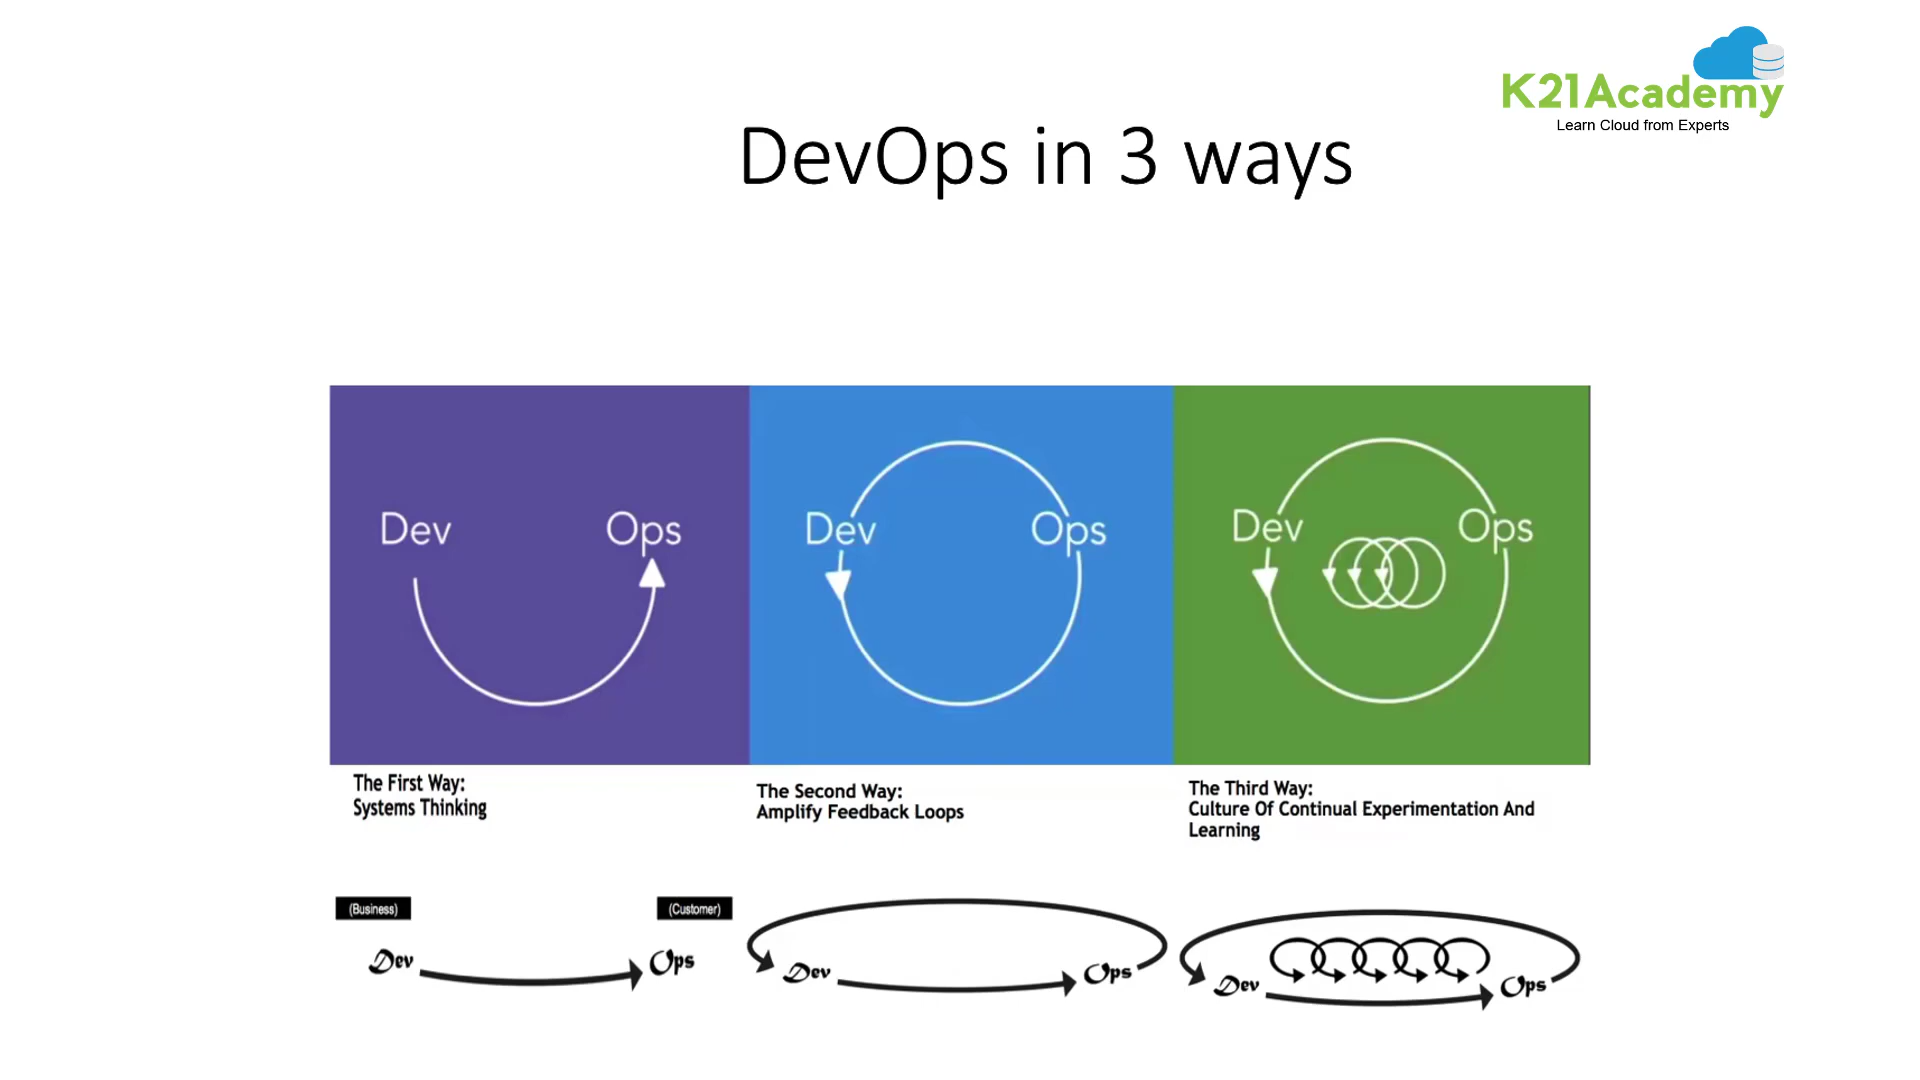 K21Academy
Learn Cloud from Experts
DevOps in 3 ways
Dev
Ops
Dev
Ops
Dev
Ops
The First Way:
Systems Thinking
The Second Way:
Amplify Feedback Loops
The Third Way:
Culture Of Continual Experimentation And
Learning
(Business)
(Customer)
Dev
Ops
Dev
Ops
Dev
Ops